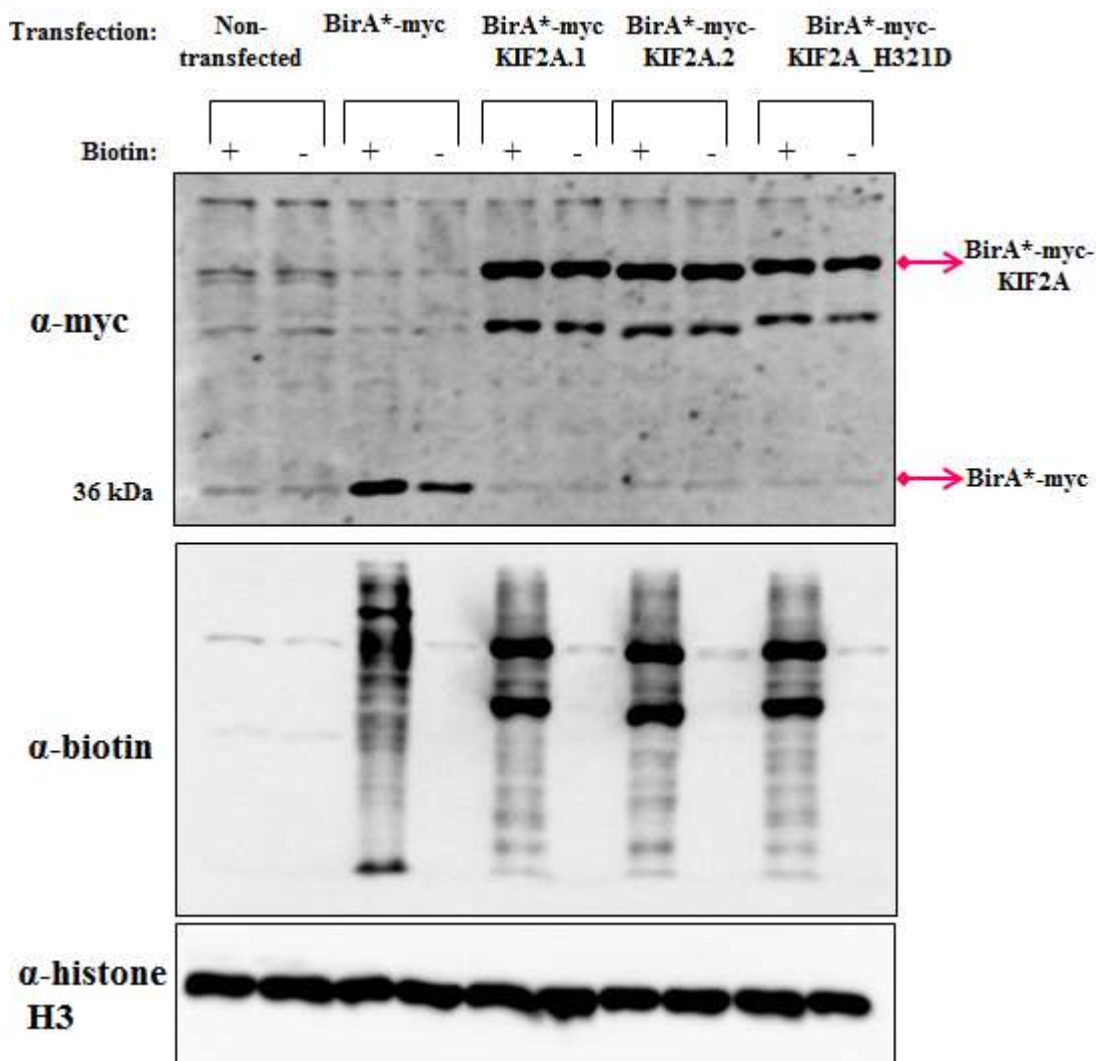 Transfection:
Non-
transfected
BirA*-myc
BirA*-myc
KIF2A.1
BirA*-myc-
KIF2A.2
BirA*-myc-
KIF2A_H321D
Biotin:
+ - + - + - + - + -
α-myc
BirA*-myc-
KIF2A
36 kDa
BirA*-myc
α-biotin
α-histone
H3